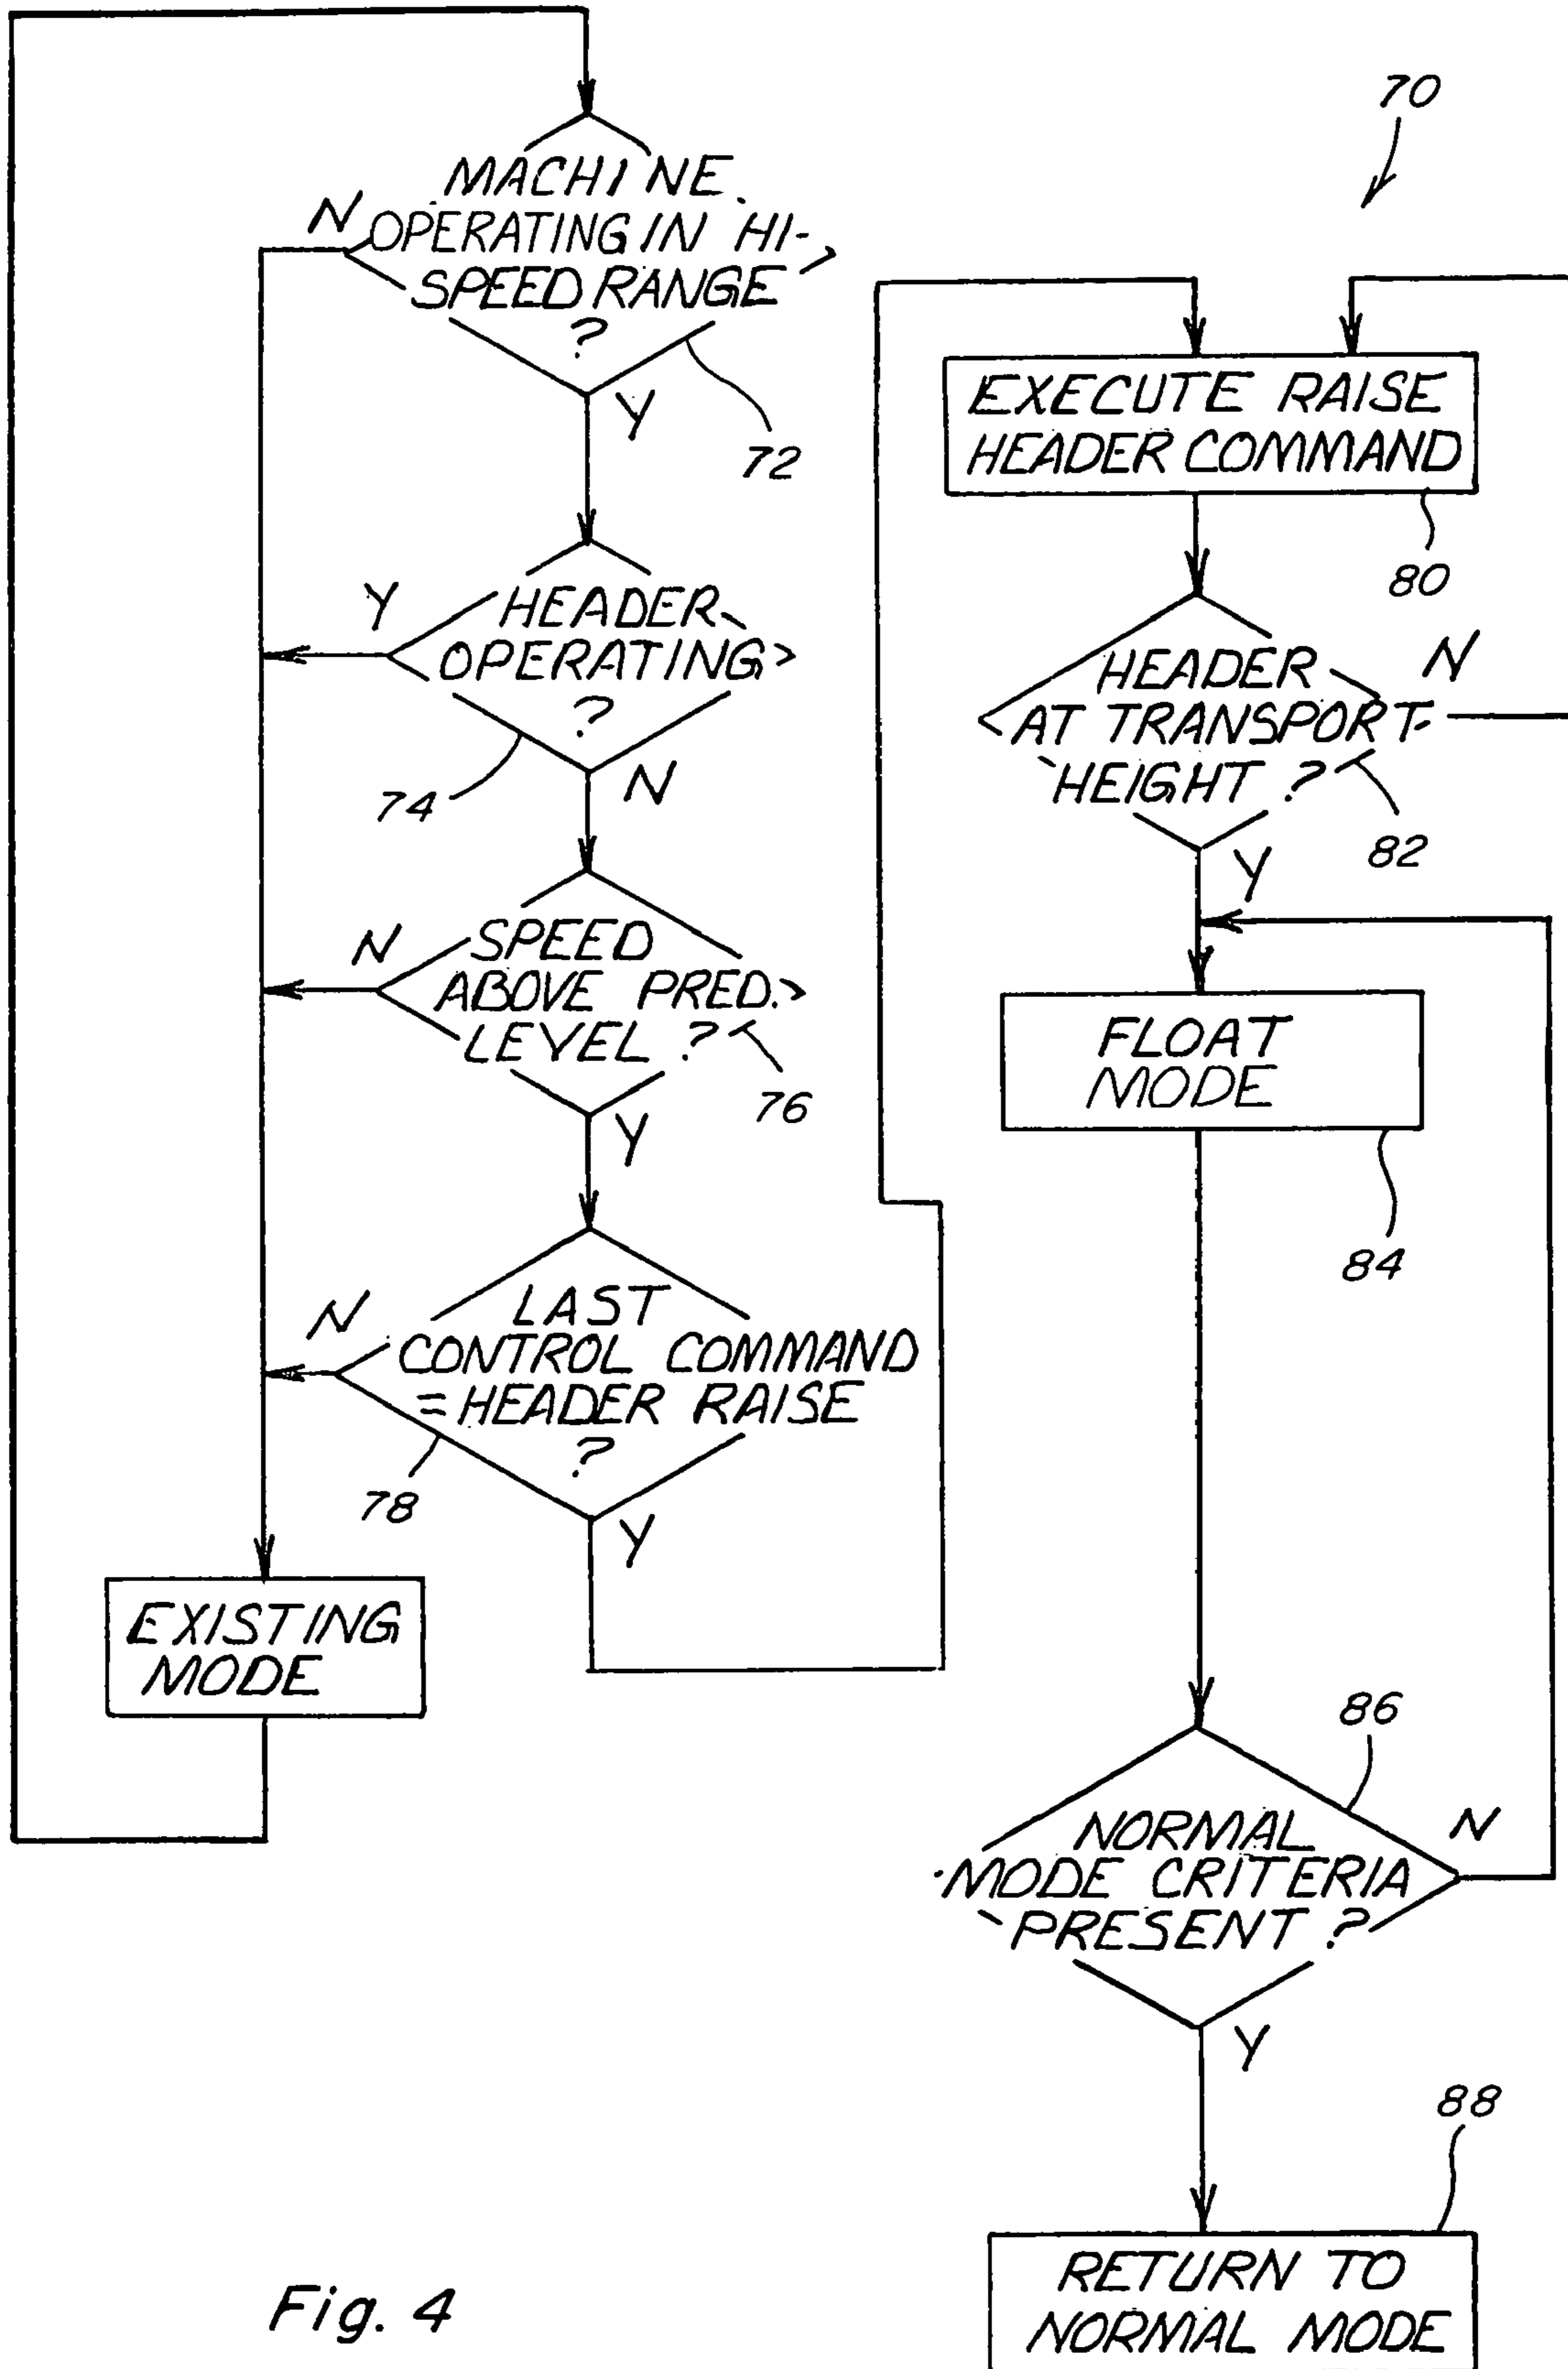 70
MACHINE
OPERATING IN HI-
SPEED RANGE
?
N
Y
72
HEADER
OPERATING
?
Y
N
74
SPEED
ABOVE PRED.
LEVEL ?
N
Y
76
LAST
CONTROL COMMAND
= HEADER RAISE
?
N
Y
78
EXISTING
MODE
EXECUTE RAISE
HEADER COMMAND
80
HEADER
AT TRANSPORT
HEIGHT ?
N
Y
82
FLOAT
MODE
84
86
NORMAL
MODE CRITERIA
PRESENT ?
N
Y
88
RETURN TO
NORMAL MODE
Fig. 4